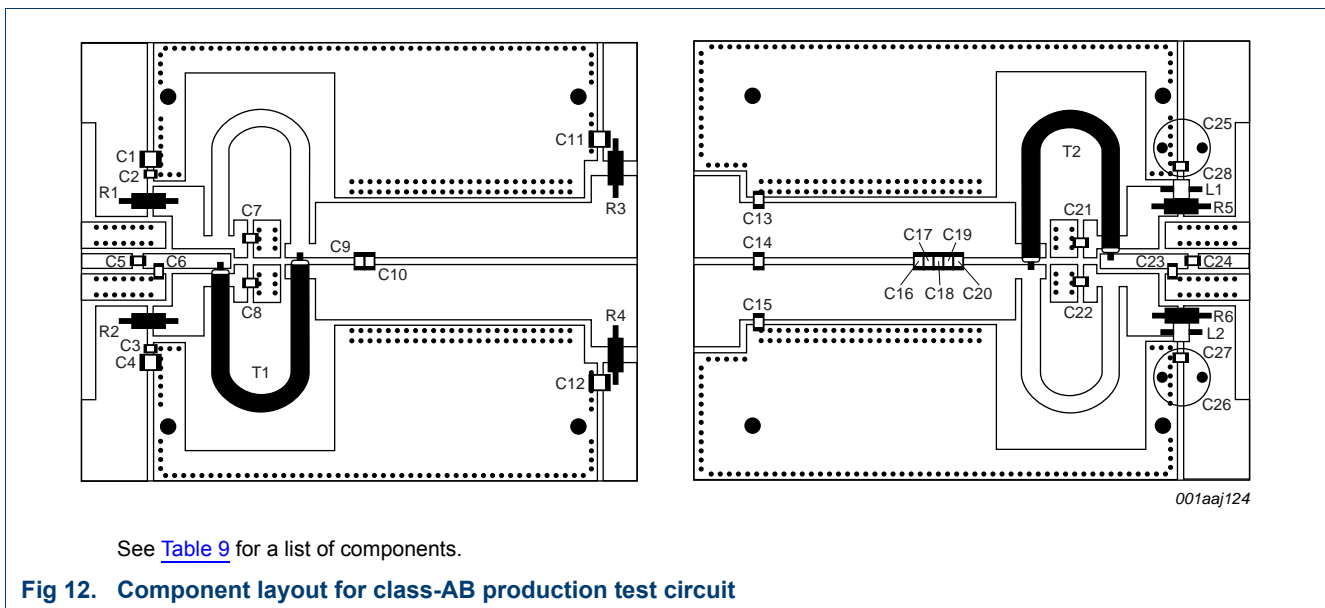 C1
C2
R1
C5
C6
R2
C3
C4
C7
C8
T1
C9
C10
C11
R3
R4
C12
C13
C14
C15
C17 C19
C16 C18 C20
T2
C21
C22
C23
C25
C28
L1
R5
C24
R6
L2
C27
C26
001aaj124
See Table 9 for a list of components.
Fig 12. Component layout for class-AB production test circuit